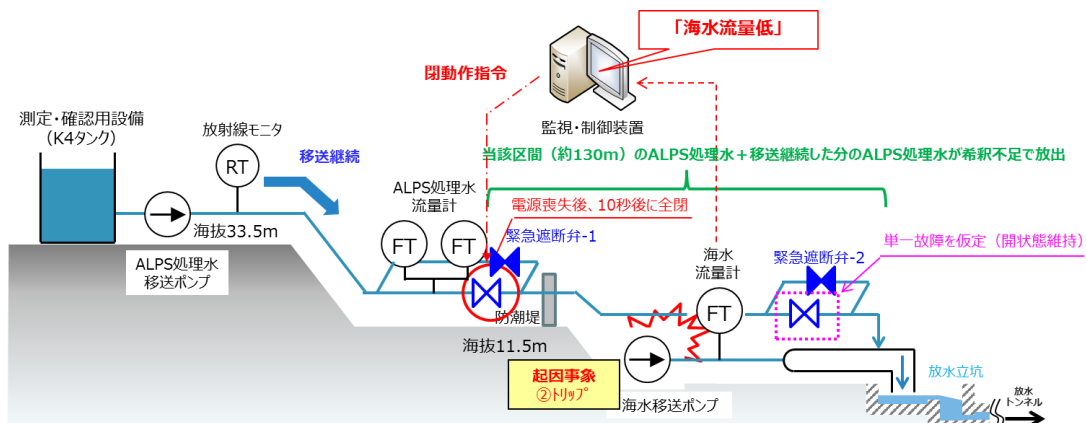 「海水流量低」
閉動作指令
監視・制御装置
測定・確認用設備
(K4タンク)
放射線モニタ
RT
移送継続
当該区間(約130m)のALPS処理水+移送継続した分のALPS処理水が希釈不足で放出
ALPS処理水
流量計
FT
FT
電源喪失後、10秒後に全閉
緊急遮断弁-1
海抜33.5m
ALPS処理水
移送ポンプ
海水
流量計
FT
単一故障を仮定(開状態維持)
緊急遮断弁-2
防潮堤
海抜11.5m
起因事象
②トリップ
海水移送ポンプ
放水立坑
放水
トンネル